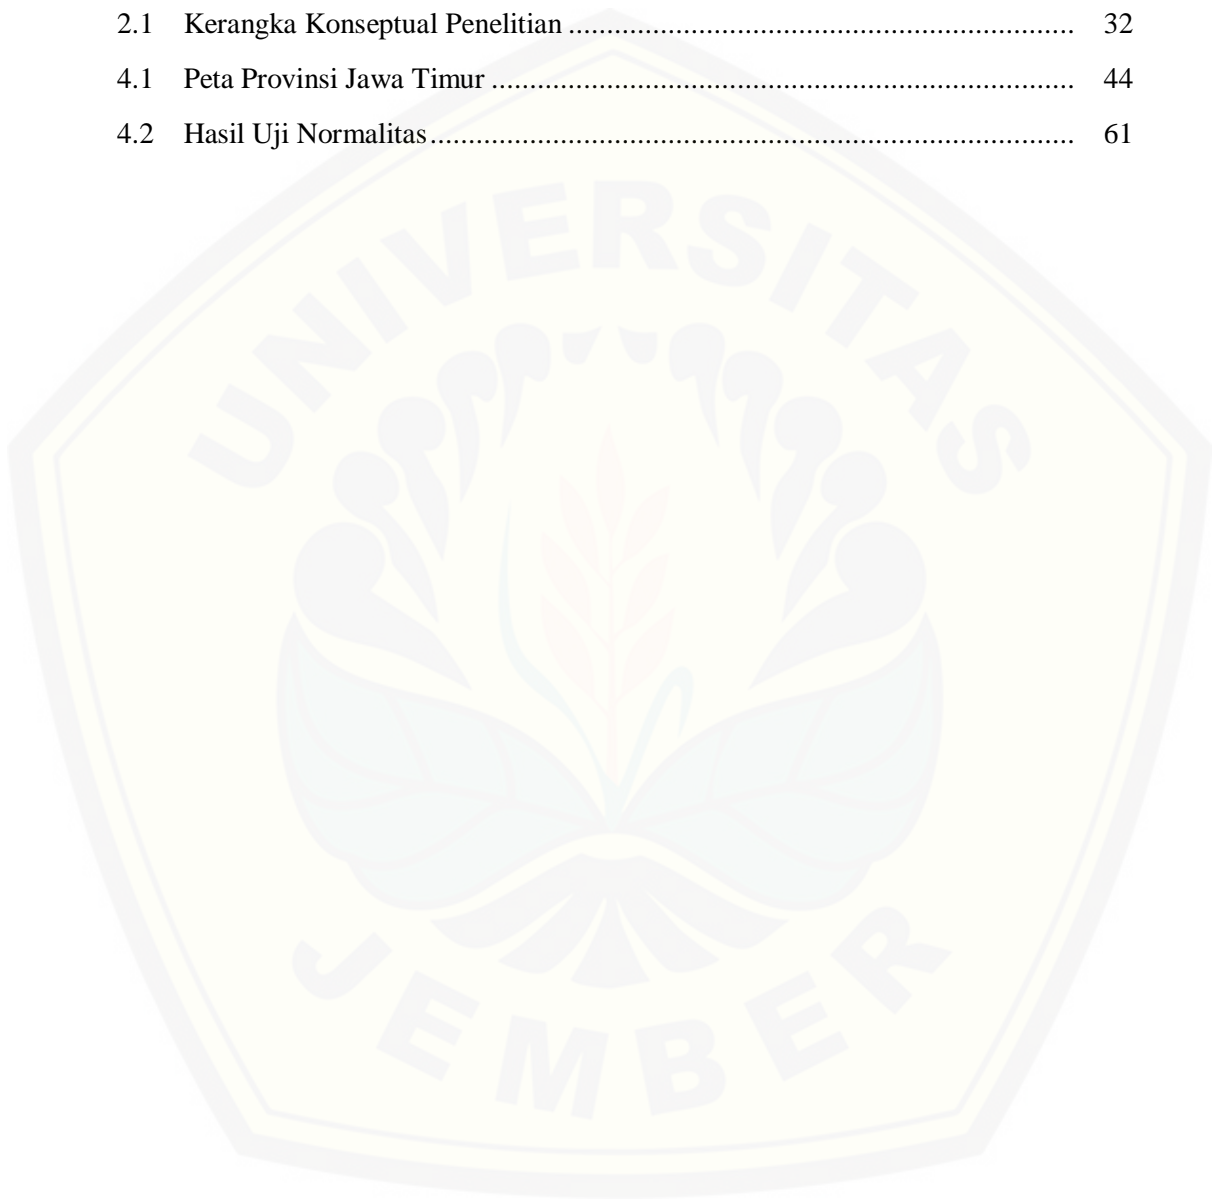 2.1 Kerangka Konseptual Penelitian .................................................................. 32
4.1 Peta Provinsi Jawa Timur ............................................................................ 44
4.2 Hasil Uji Normalitas.................................................................................... 61
UNIVERSITAS
JEMBER